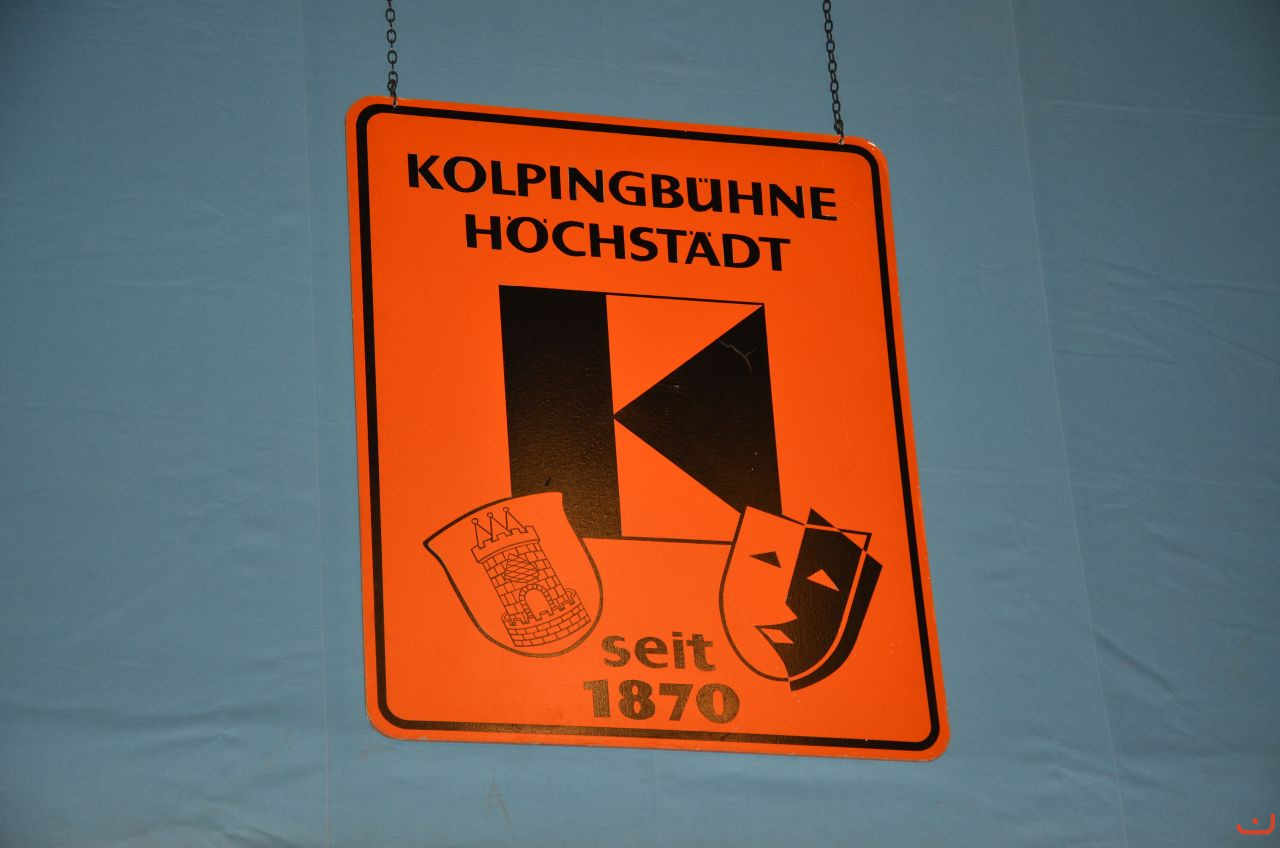 KOLPINGBÜHNE
HÖCHSTÄDT
K
seit
1870